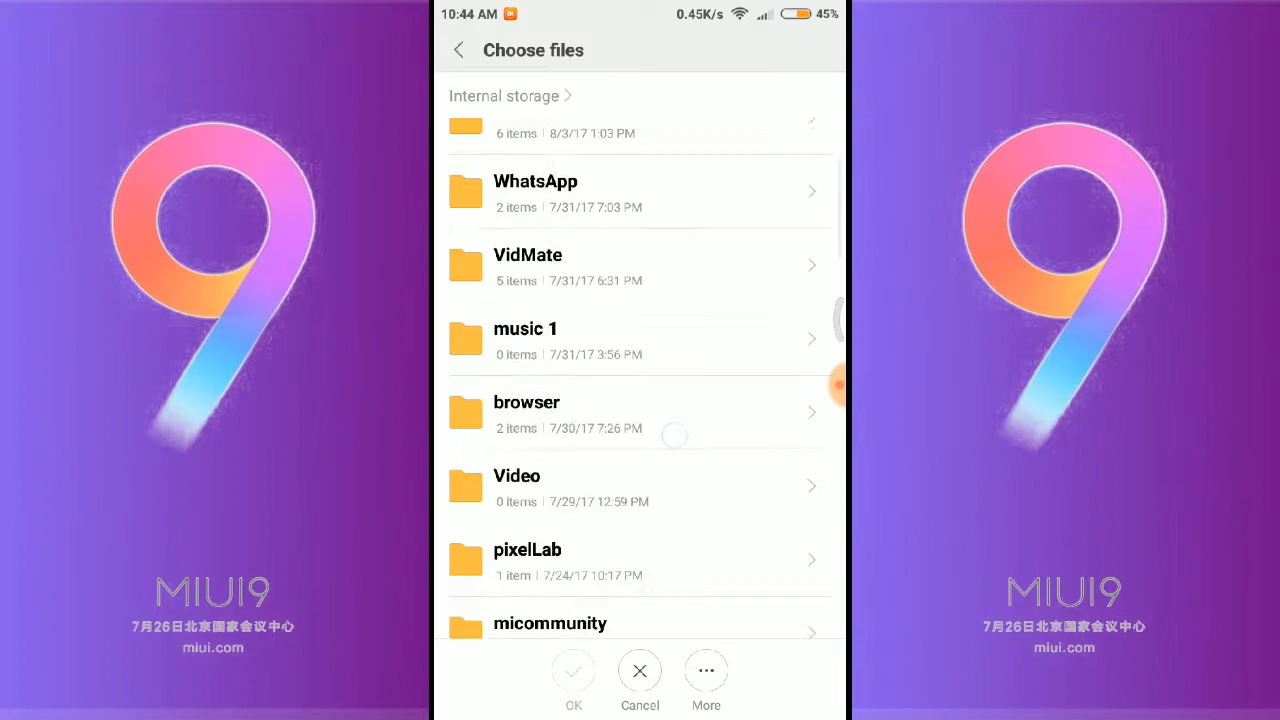 MIUI9
7月26日北京国家会议中心
miui.com
10:44 AM
0.45K/s
45%
Choose files
Internal storage
6 items | 8/3/17 1:03 PM
WhatsApp
2 items | 7/31/17 7:03 PM
VidMate
5 items | 7/31/17 6:31 PM
music 1
0 items | 7/31/17 3:56 PM
browser
2 items | 7/30/17 7:26 PM
Video
0 items | 7/29/17 12:59 PM
pixelLab
1 item | 7/24/17 10:17 PM
micommunity
OK
Cancel
More
MIUI9
7月26日北京国家会议中心
miui.com